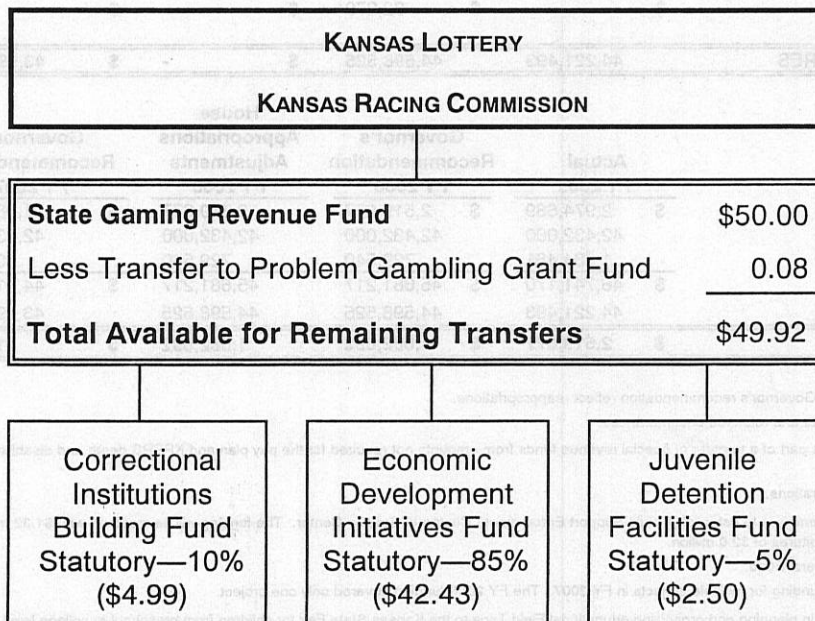 KANSAS LOTTERY
KANSAS RACING COMMISSION
State Gaming Revenue Fund $50.00
Less Transfer to Problem Gambling Grant Fund 0.08
Total Available for Remaining Transfers $49.92
Correctional
Institutions
Building Fund
Statutory—10%
($4.99)
Economic
Development
Initiatives Fund
Statutory—85%
($42.43)
Juvenile
Detention
Facilities Fund
Statutory—5%
($2.50)